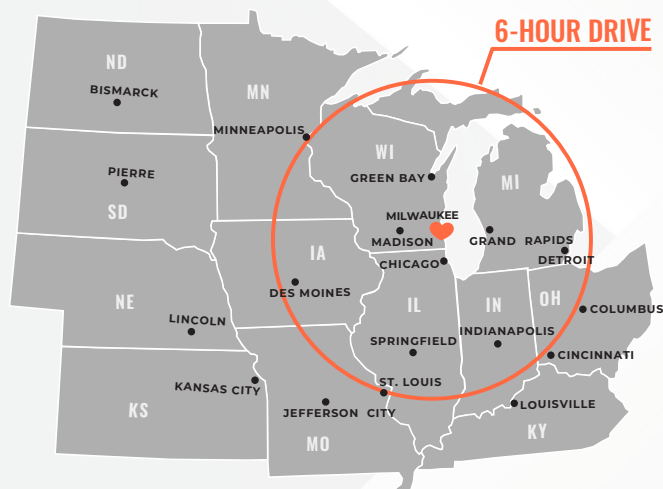 6-HOUR DRIVE
ND
BISMARCK
MN
MINNEAPOLIS
WI
GREEN BAY
MI
PIERRE
SD
MILWAUKEE
MADISON
GRAND RAPIDS
DETROIT
IA
CHICAGO
DES MOINES
NE
IL
IN
OH
COLUMBUS
LINCOLN
SPRINGFIELD
INDIANAPOLIS
CINCINNATI
KANSAS CITY
ST. LOUIS
KS
JEFFERSON CITY
LOUISVILLE
MO
KY